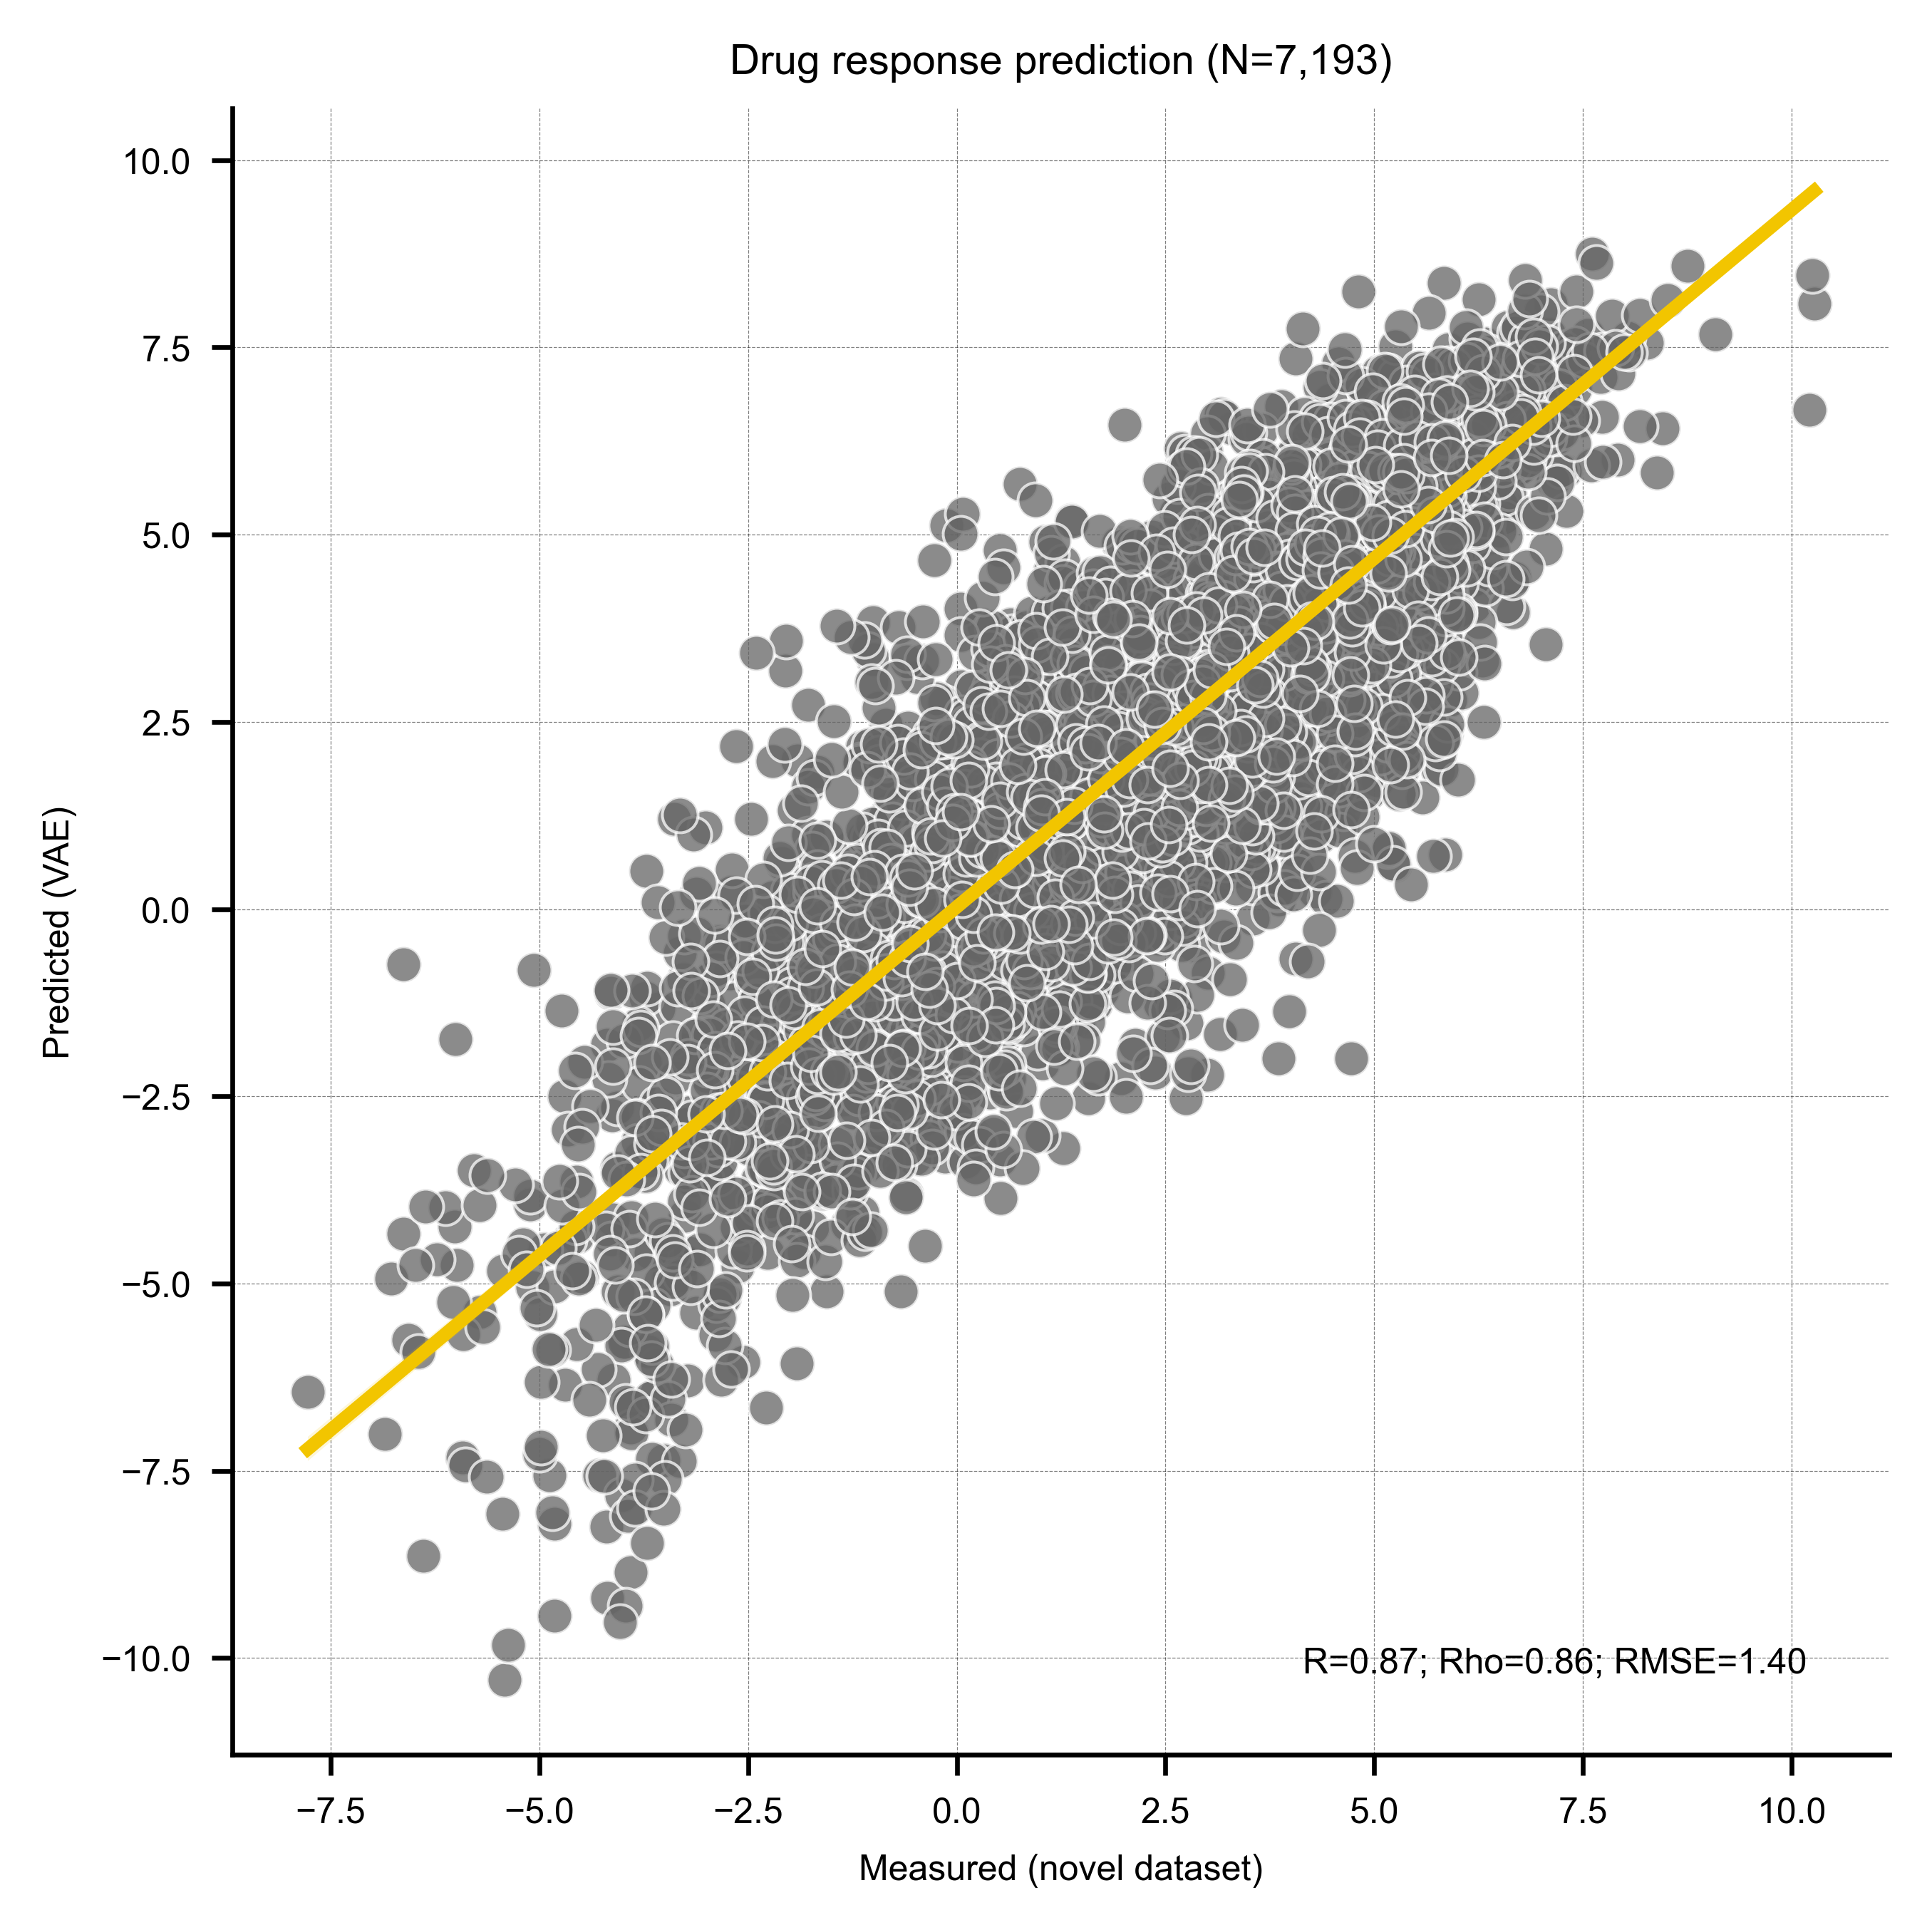 Drug response prediction (N=7,193)
10.0
7.5
5.0
2.5
0.0
−2.5
−5.0
−7.5
−10.0
Predicted (VAE)
R=0.87; Rho=0.86; RMSE=1.40
−7.5 −5.0 −2.5 0.0 2.5 5.0 7.5 10.0
Measured (novel dataset)